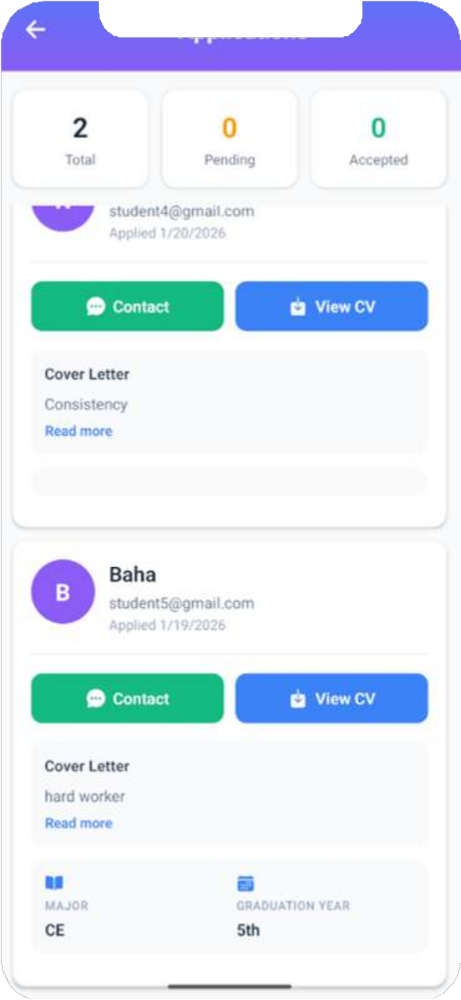 2
Total
0
Pending
0
Accepted
student4@gmail.com
Applied 1/20/2026
Contact
View CV
Cover Letter
Consistency
Read more
B
Baha
student5@gmail.com
Applied 1/19/2026
Contact
View CV
Cover Letter
hard worker
Read more
MAJOR
GRADUATION YEAR
CE
5th